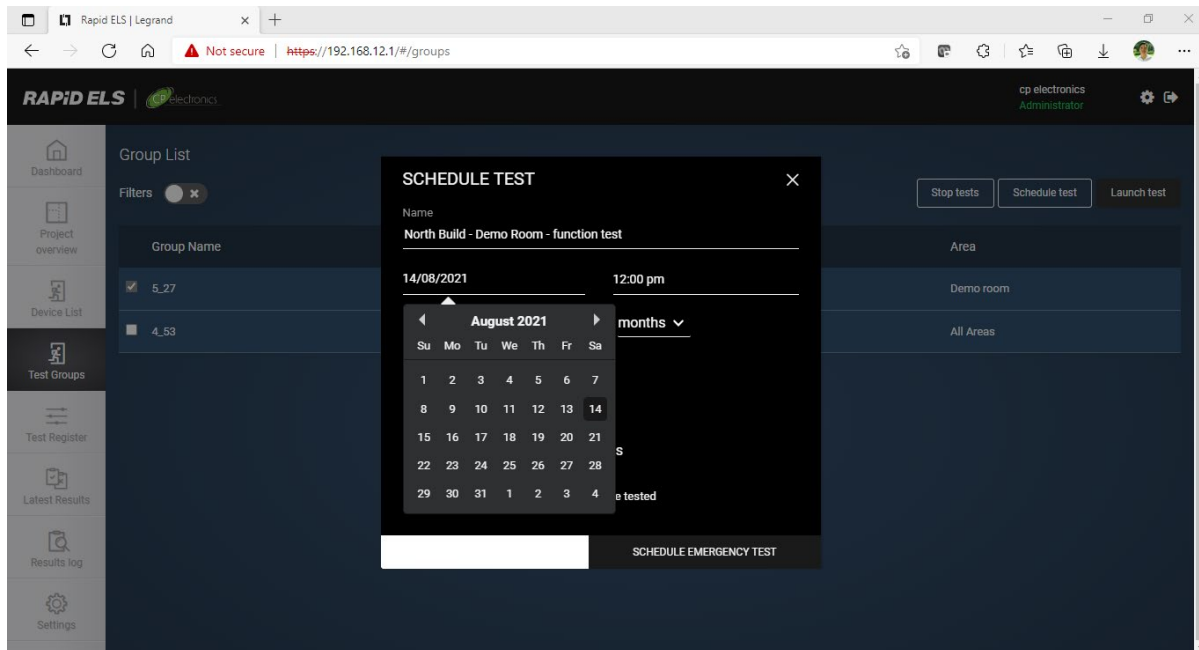 Rapid ELS | Legrand
Not secure | https://192.168.12.1/#/groups
RAPiD ELS | CP electronics
cp electronics
Administrator
Dashboard
Project overview
Device List
Test Groups
Test Register
Latest Results
Results log
Settings
Group List
Filters
Stop tests
Schedule test
Launch test
Group Name
Area
5_27
Demo room
4_53
All Areas
SCHEDULE TEST
Name
North Build - Demo Room - function test
14/08/2021
12:00 pm
August 2021
months
Su Mo Tu We Th Fr Sa
1 2 3 4 5 6 7
8 9 10 11 12 13 14
15 16 17 18 19 20 21
s
22 23 24 25 26 27 28
29 30 31 1 2 3 4
e tested
SCHEDULE EMERGENCY TEST